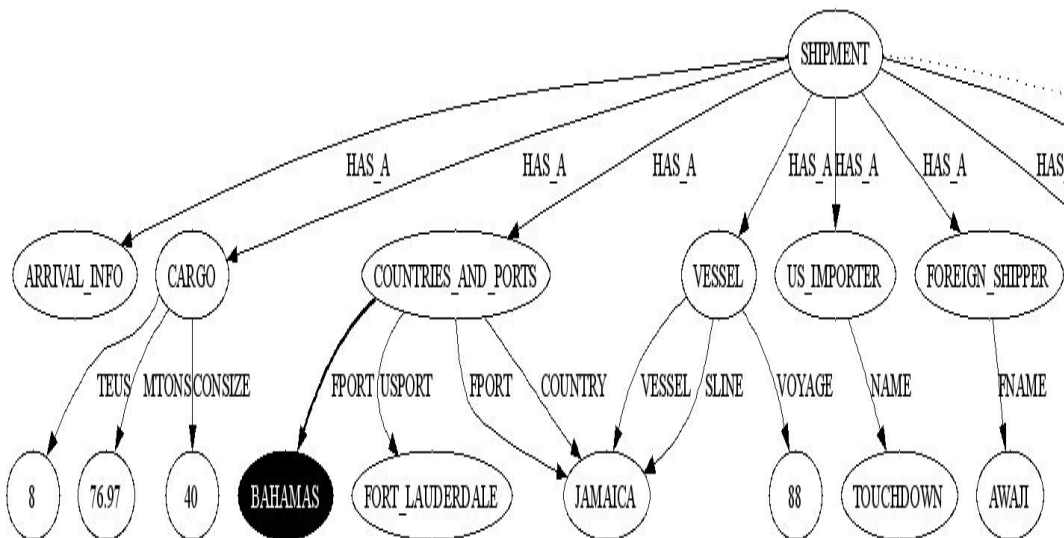 SHIPMENT
HAS_A HAS_A HAS_A HAS_A HAS_A HAS_A HAS_
ARRIVAL_INFO CARGO COUNTRIES_AND_PORTS VESSEL US_IMPORTER FOREIGN_SHIPPER
TEUS MTONS CONSIZE FPORT USPORT FPORT COUNTRY VESSEL SLINE VOYAGE NAME FNAME
8 76.97 40 BAHAMAS FORT_LAUDERDALE JAMAICA 88 TOUCHDOWN AWAJI